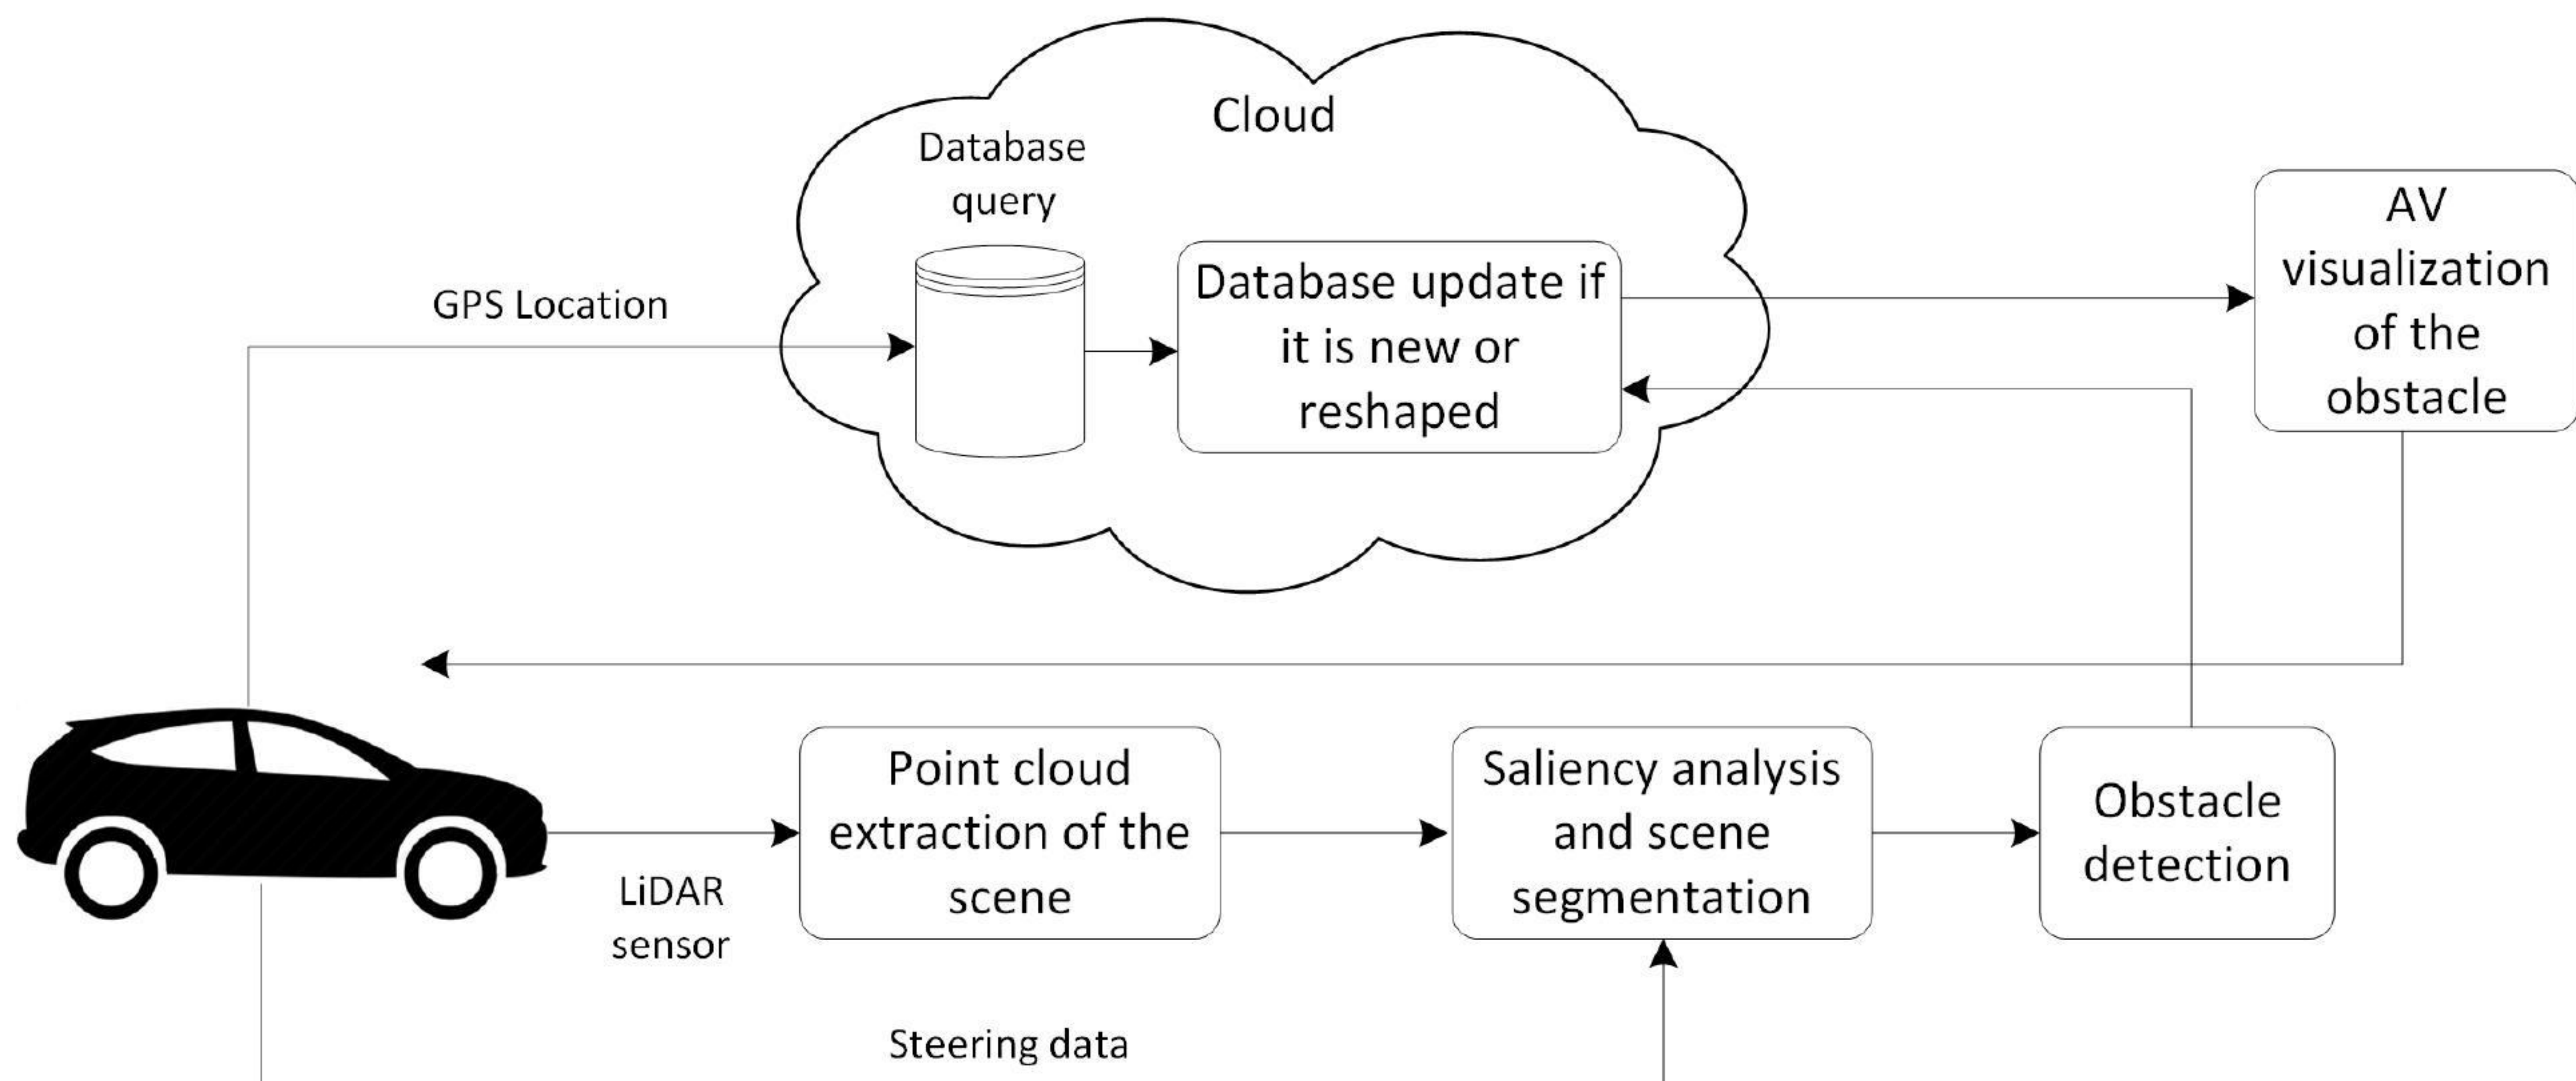 Cloud
Database
query
GPS Location
Database update if
it is new or
reshaped
AV
visualization
of the
obstacle
Point cloud
extraction of the
scene
Saliency analysis
and scene
segmentation
Obstacle
detection
LiDAR
sensor
Steering data